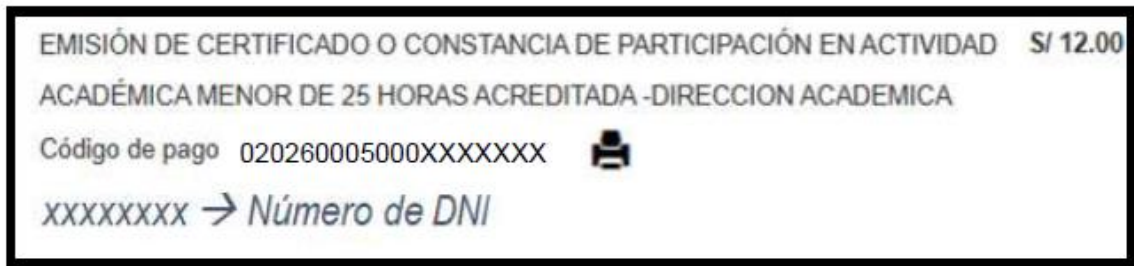 EMISIÓN DE CERTIFICADO O CONSTANCIA DE PARTICIPACIÓN EN ACTIVIDAD S/ 12.00
ACADÉMICA MENOR DE 25 HORAS ACREDITADA -DIRECCION ACADEMICA
Código de pago 020260005000XXXXXXX
xxxxxxxx → Número de DNI